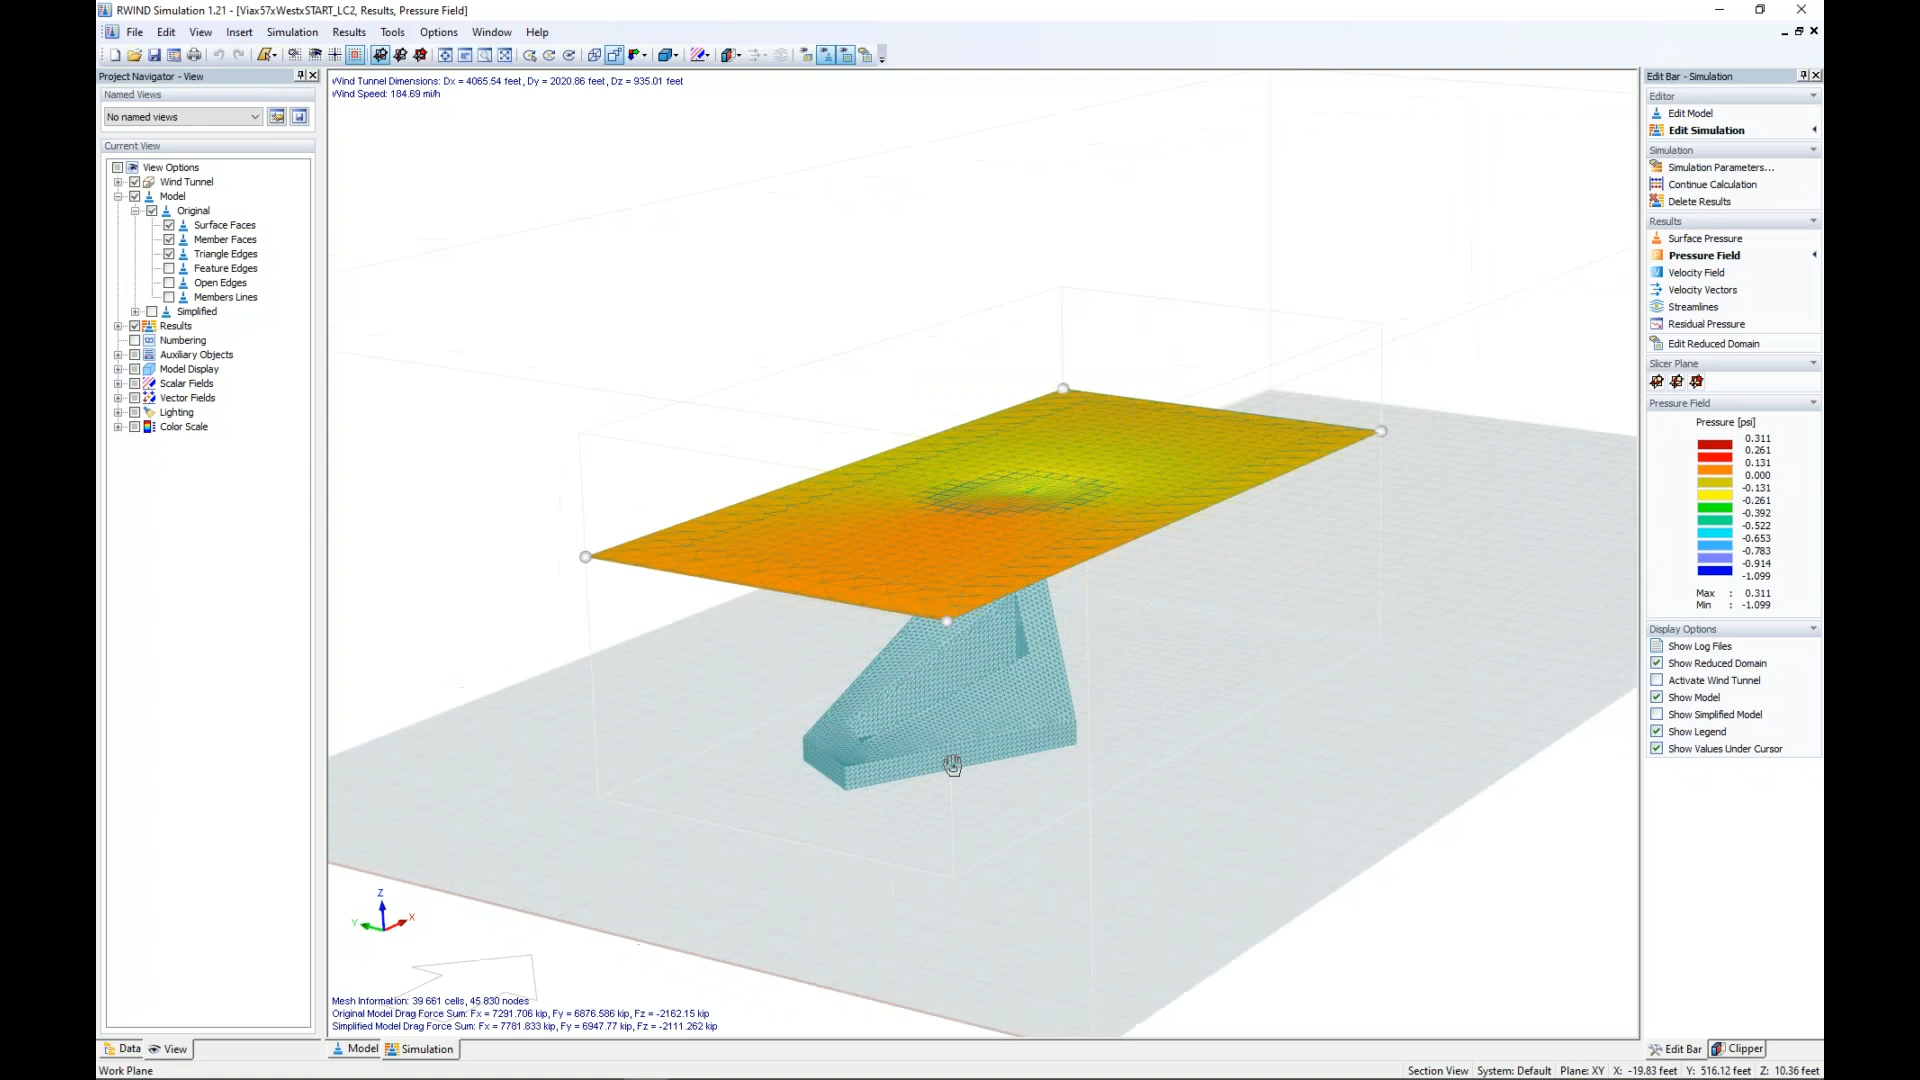 RWIND Simulation 1.21 - [Viax57xWestxSTART_LC2, Results, Pressure Field]
File Edit View Insert Simulation Results Tools Options Window Help
Project Navigator - View
Named Views
No named views
Current View
View Options
Wind Tunnel
Model
Original
Surface Faces
Member Faces
Triangle Edges
Feature Edges
Open Edges
Members Lines
Simplified
Results
Numbering
Auxiliary Objects
Model Display
Scalar Fields
Vector Fields
Lighting
Color Scale
Data View
Wind Tunnel Dimensions: Dx = 4065.54 feet, Dy = 2020.86 feet, Dz = 935.01 feet
Wind Speed: 184.69 mi/h
Z
Y
X
Mesh Information: 39 661 cells, 45.830 nodes
Original Model Drag Force Sum: Fx = 7291.706 kip, Fy = 6876.586 kip, Fz = -2162.15 kip
Simplified Model Drag Force Sum: Fx = 7781.833 kip, Fy = 6947.77 kip, Fz = -2111.262 kip
Model Simulation
Edit Bar - Simulation
Editor
Edit Model
Edit Simulation
Simulation
Simulation Parameters...
Continue Calculation
Delete Results
Results
Surface Pressure
Pressure Field
Velocity Field
Velocity Vectors
Streamlines
Residual Pressure
Edit Reduced Domain
Slicer Plane
Pressure Field
Pressure [psi]
0.311
0.261
0.131
0.000
-0.131
-0.261
-0.392
-0.522
-0.653
-0.783
-0.914
-1.099
Max : 0.311
Min : -1.099
Display Options
Show Log Files
Show Reduced Domain
Activate Wind Tunnel
Show Model
Show Simplified Model
Show Legend
Show Values Under Cursor
Edit Bar Clipper
Work Plane
Section View System: Default Plane: XY X: -19.83 feet Y: 516.12 feet Z: 10.36 feet